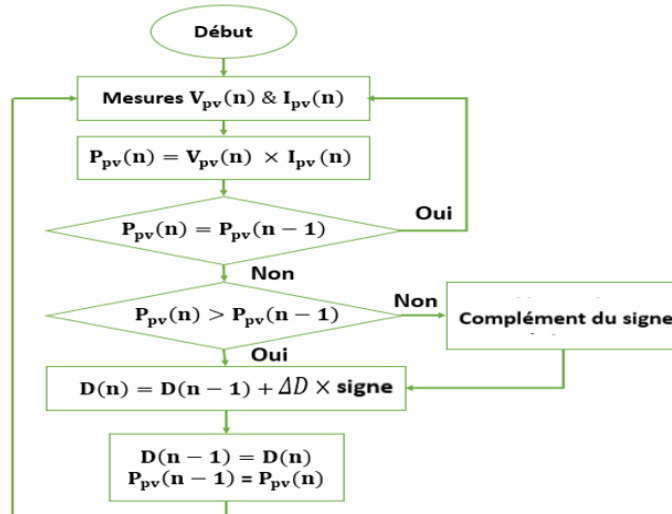 Début
Mesures V_pv(n) & I_pv(n)
P_pv(n) = V_pv(n) × I_pv(n)
P_pv(n) = P_pv(n − 1)
Oui
Non
P_pv(n) > P_pv(n − 1)
Non
Complément du signe
Oui
D(n) = D(n − 1) + ΔD × signe
D(n − 1) = D(n)
P_pv(n − 1) = P_pv(n)